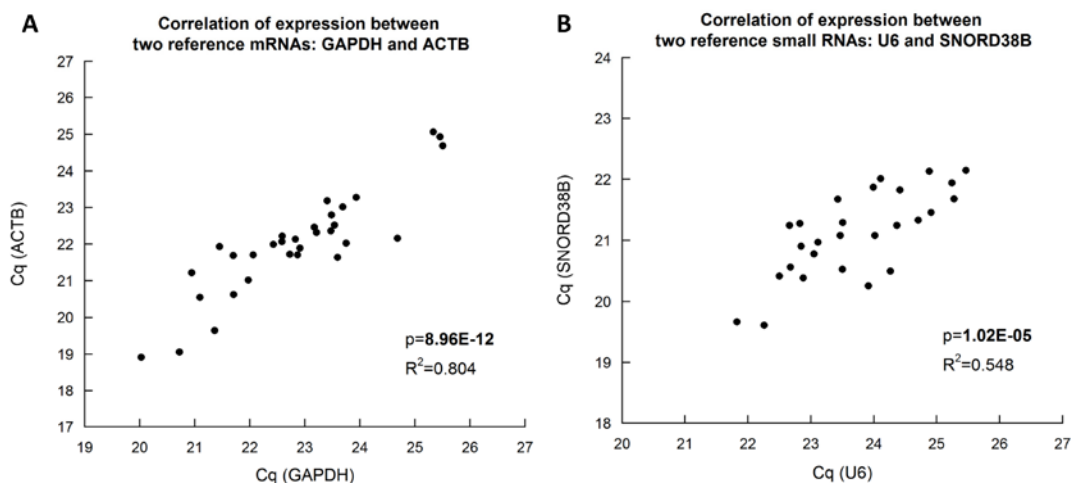 A
Correlation of expression between
two reference mRNAs: GAPDH and ACTB
27
26
25
24
23
22
21
20
19
18
17
Cq (ACTB)
p=8.96E-12
R²=0.804
19 20 21 22 23 24 25 26 27
Cq (GAPDH)
B
Correlation of expression between
two reference small RNAs: U6 and SNORD38B
24
23
22
21
20
19
18
Cq (SNORD38B)
p=1.02E-05
R²=0.548
20 21 22 23 24 25 26 27
Cq (U6)